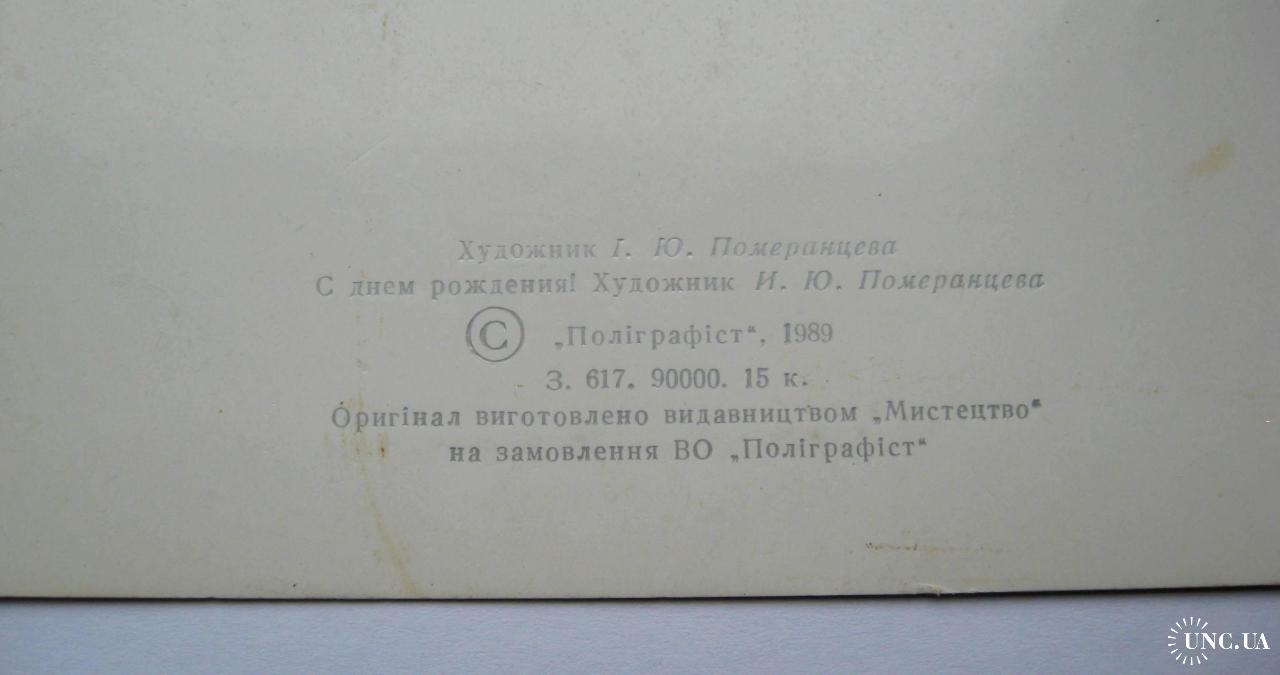 Художник І. Ю. Померанцева
С днем рождения! Художник И. Ю. Померанцева
© „Поліграфіст“, 1989
З. 617. 90000. 15 к.
Оригінал виготовлено видавництвом „Мистецтво“
на замовлення ВО „Поліграфіст“
UNC.UA